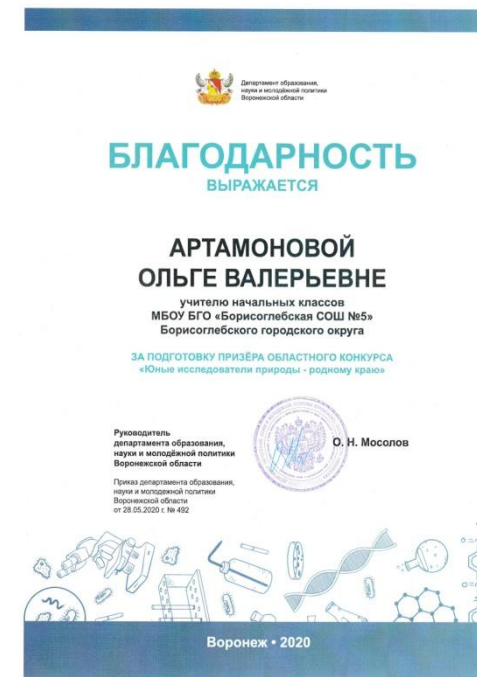 Департамент образования,
науки и молодёжной политики
Воронежской области
БЛАГОДАРНОСТЬ
ВЫРАЖАЕТСЯ
АРТАМОНОВОЙ
ОЛЬГЕ ВАЛЕРЬЕВНЕ
учителю начальных классов
МБОУ БГО «Борисоглебская СОШ №5»
Борисоглебского городского округа
ЗА ПОДГОТОВКУ ПРИЗЁРА ОБЛАСТНОГО КОНКУРСА
«Юные исследователи природы - родному краю»
Руководитель
департамента образования,
науки и молодёжной политики
Воронежской области
О. Н. Мосолов
Приказ департамента образования,
науки и молодежной политики
Воронежской области
от 28.05.2020 г. № 492
Воронеж • 2020